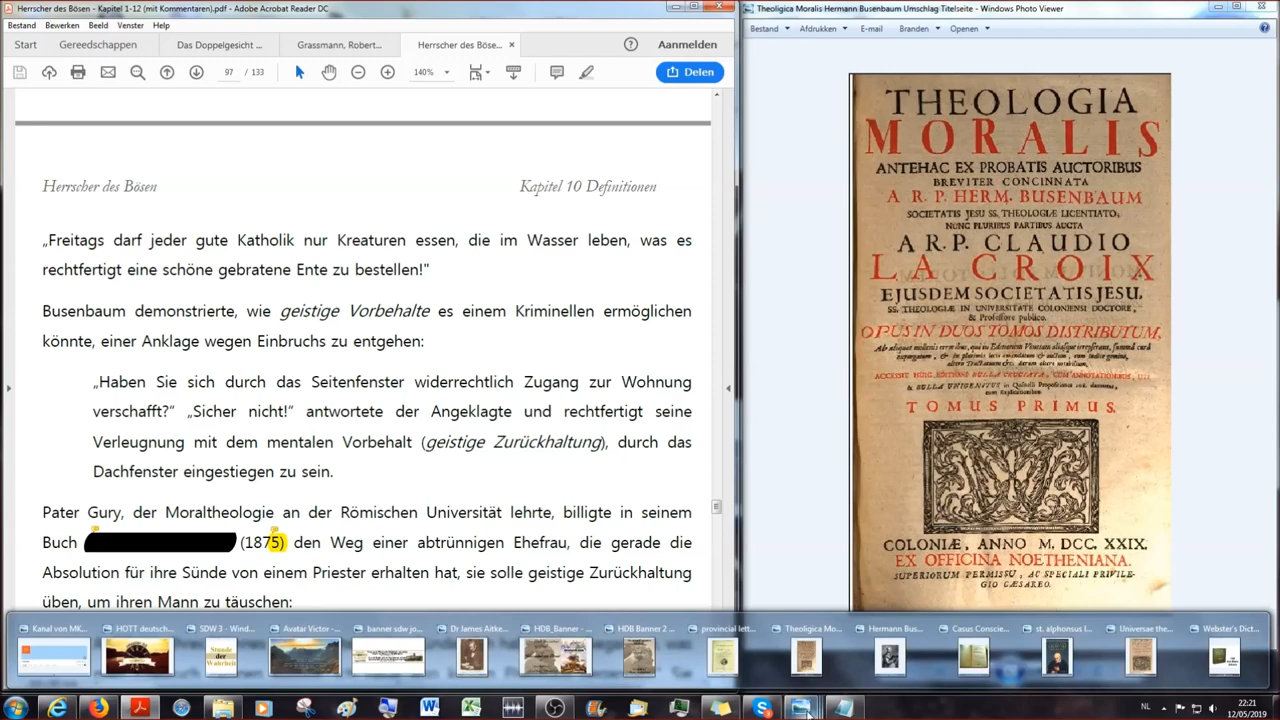 Herrscher des Bösen - Kapitel 1-12 (mit Kommentaren).pdf - Adobe Acrobat Reader DC
Bestand Bewerken Beeld Venster Help
Start Gereedschappen Das Doppelgesicht ... Grassmann, Robert... Herrscher des Böse... × Anmelden
97 / 133 140% Delen
Herrscher des Bösen Kapitel 10 Definitionen
„Freitags darf jeder gute Katholik nur Kreaturen essen, die im Wasser leben, was es
rechtfertigt eine schöne gebratene Ente zu bestellen!"
Busenbaum demonstrierte, wie geistige Vorbehalte es einem Kriminellen ermöglichen
könnte, einer Anklage wegen Einbruchs zu entgehen:
„Haben Sie sich durch das Seitenfenster widerrechtlich Zugang zur Wohnung
verschafft?" „Sicher nicht!" antwortete der Angeklagte und rechtfertigt seine
Verleugnung mit dem mentalen Vorbehalt (geistige Zurückhaltung), durch das
Dachfenster eingestiegen zu sein.
Pater Gury, der Moraltheologie an der Römischen Universität lehrte, billigte in seinem
Buch (1875) den Weg einer abtrünnigen Ehefrau, die gerade die
Absolution für ihre Sünde von einem Priester erhalten hat, sie solle geistige Zurückhaltung
üben, um ihren Mann zu täuschen:
Theoligica Moralis Hermann Busenbaum Umschlag Titelseite - Windows Photo Viewer
Bestand Afdrukken E-mail Branden Openen
THEOLOGIA
MORALIS
ANTEHAC EX PROBATIS AUCTORIBUS
BREVITER CONCINNATA
A R. P. HERM. BUSENBAUM
SOCIETATIS JESU SS. THEOLOGIÆ LICENTIATO;
NUNC PLURIBUS PARTIBUS AUCTA
A R.P. CLAUDIO
LA CROIX
EJUSDEM SOCIETATIS JESU.
SS. THEOLOGIÆ IN UNIVERSITATE COLONIENSI DOCTORE,
& Professore publico.
OPUS IN DUOS TOMOS DISTRIBUTUM,
TOMUS PRIMUS.
COLONIÆ, ANNO M. DCC. XXIX.
EX OFFICINA NOETHENIANA.
SUPERIORUM PERMISSU, AC SPECIALI PRIVILE-
GIO CÆSAREO.
Kanal von MK... HOTT deutsch... SDW 3 - Wind... Avatar Victor -... banner sdw jo... Dr James Aitke... HDB_Banner -... HDB Banner 2 ... provincial lett... Theoligica Mo... Hermann Bus... Casus Conscie... st. alphonsus l... Universae the... Webster's Dict...
Stunde
der
Wahrheit
NL 22:21
12/05/2019